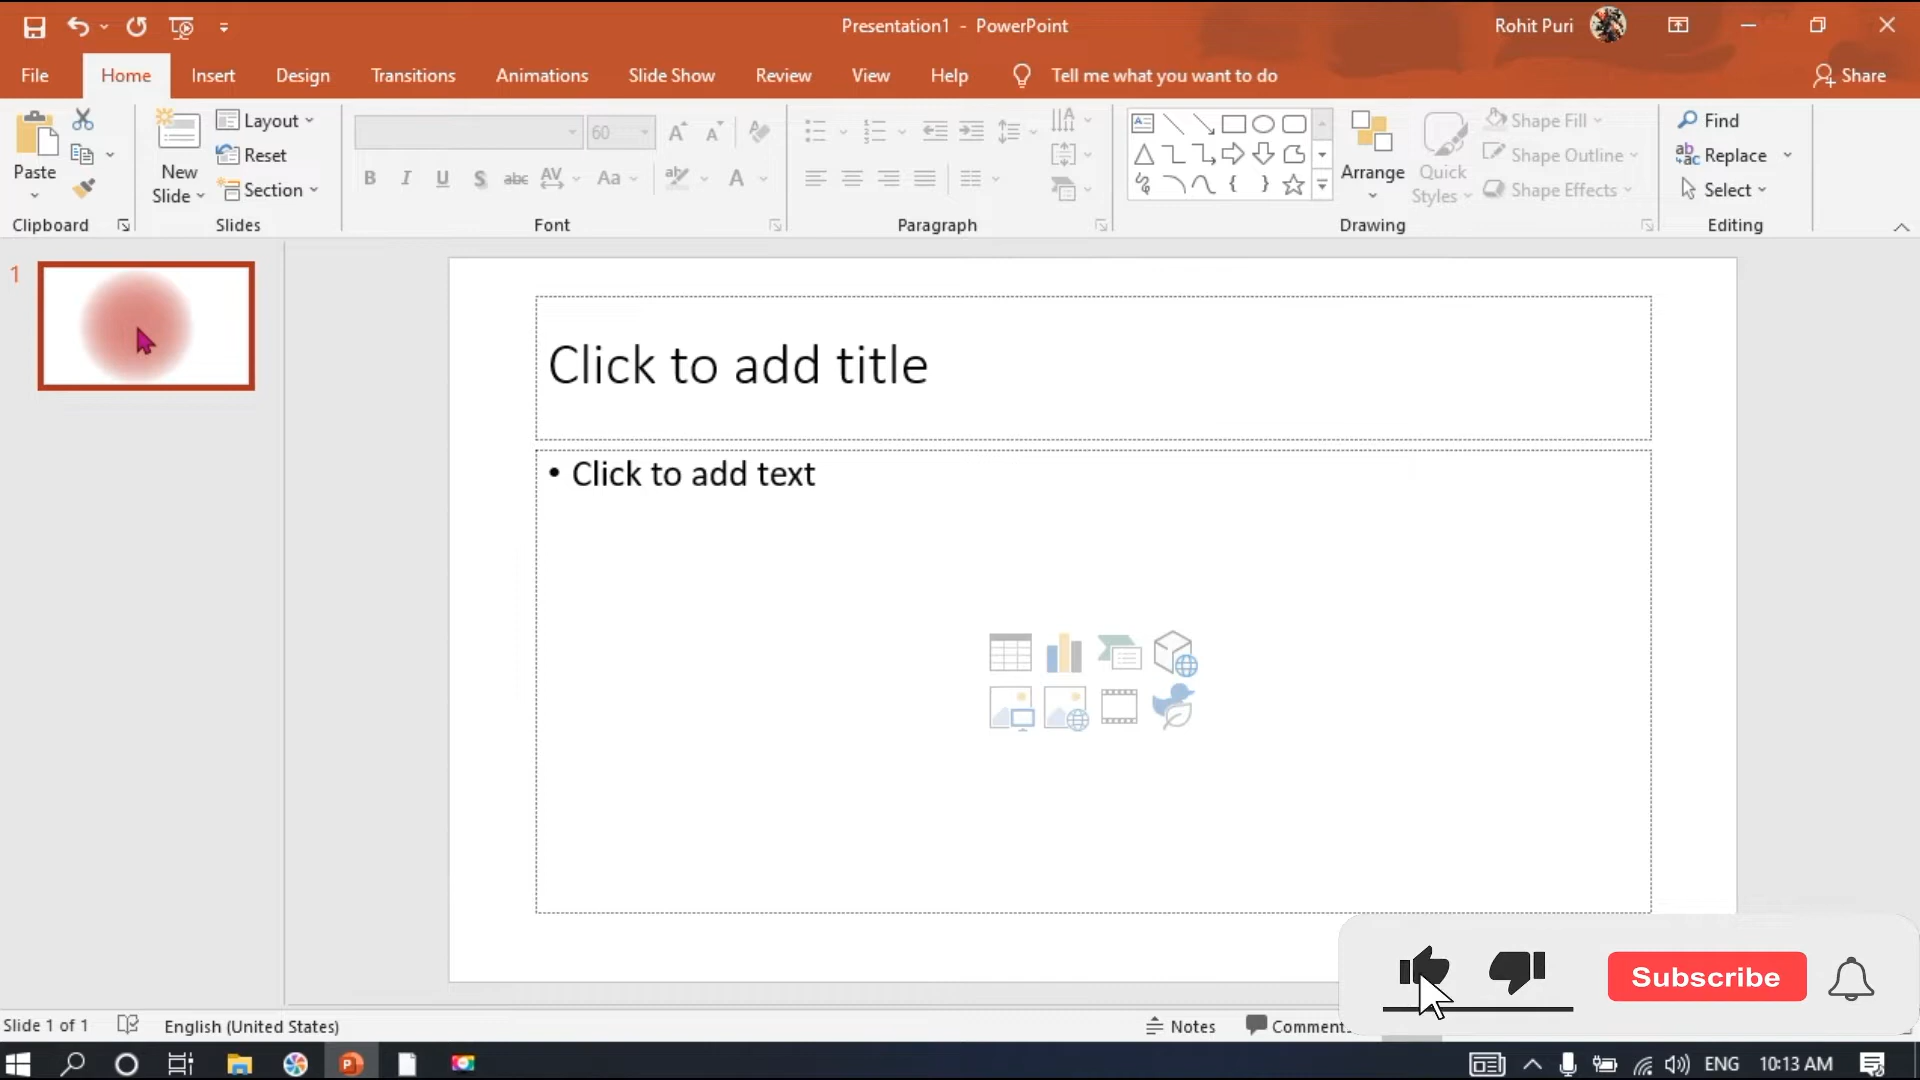 Presentation1 - PowerPoint
Rohit Puri
File Home Insert Design Transitions Animations Slide Show Review View Help Tell me what you want to do Share
Paste
New
Slide
Layout
Reset
Section
60
B I U S abc AV Aa A
Arrange
Quick
Styles
Shape Fill
Shape Outline
Shape Effects
Find
Replace
Select
Clipboard Slides Font Paragraph Drawing Editing
1
Click to add title
• Click to add text
Subscribe
Slide 1 of 1 English (United States) Notes
ENG 10:13 AM